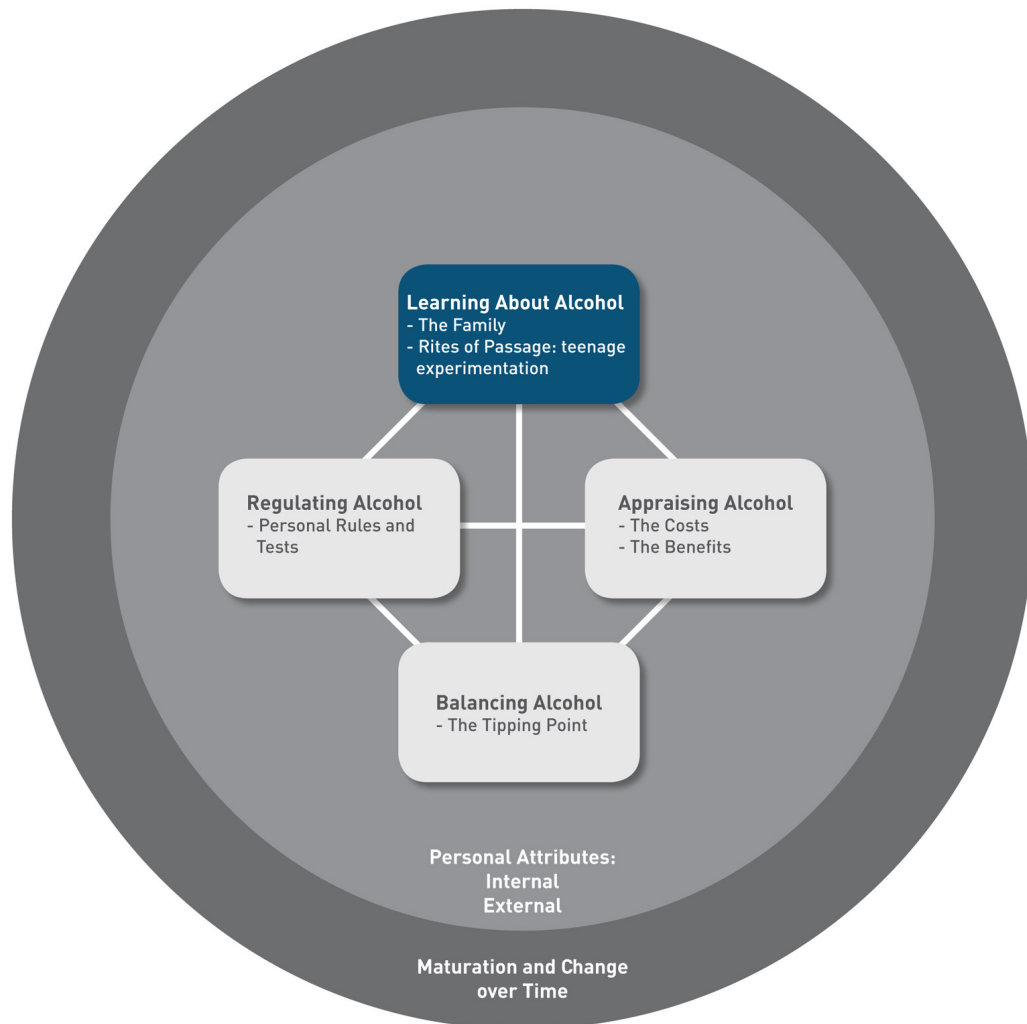 Learning About Alcohol
- The Family
- Rites of Passage: teenage
experimentation
Regulating Alcohol
- Personal Rules and
Tests
Appraising Alcohol
- The Costs
- The Benefits
Balancing Alcohol
- The Tipping Point
Personal Attributes:
Internal
External
Maturation and Change
over Time